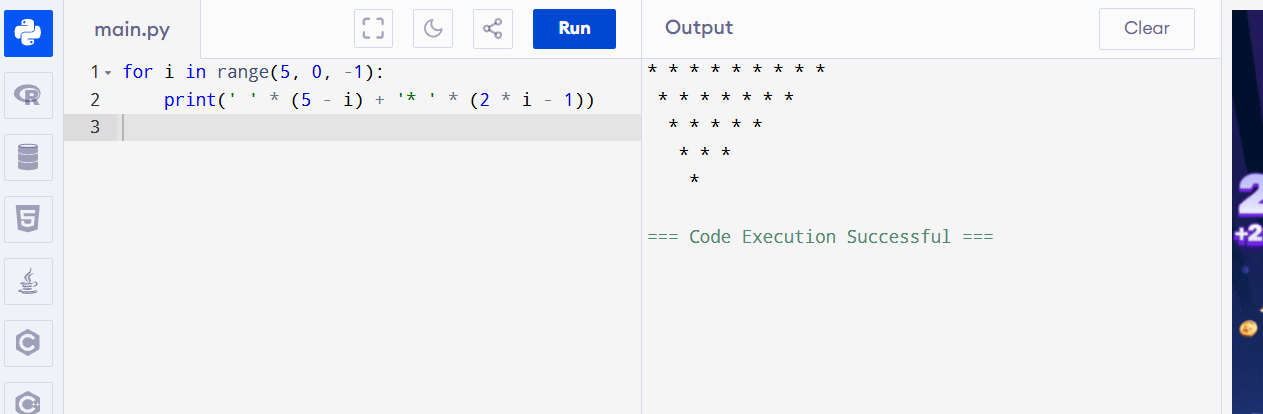 main.py
Run
Output
Clear
1 for i in range(5, 0, -1):
2     print(' ' * (5 - i) + '* ' * (2 * i - 1))
3
* * * * * * * * *
 * * * * * * *
  * * * * *
   * * *
    *
=== Code Execution Successful ===
R
5
C
C++
2
+2